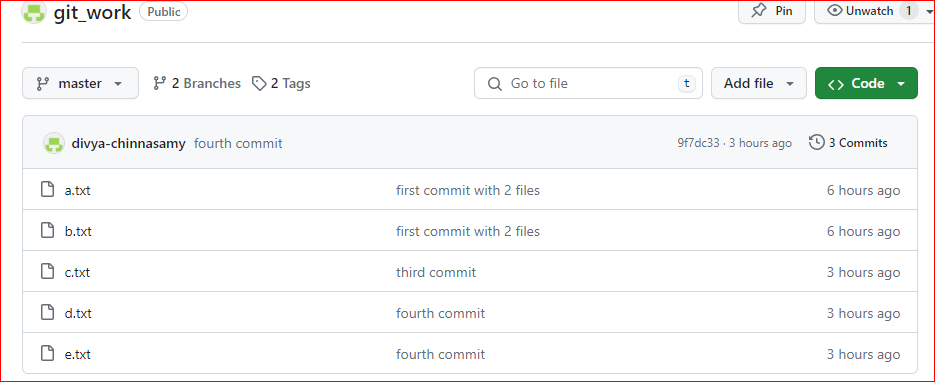 git_work Public Pin Unwatch 1
master 2 Branches 2 Tags Go to file t Add file Code
divya-chinnasamy fourth commit 9f7dc33 · 3 hours ago 3 Commits
a.txt first commit with 2 files 6 hours ago
b.txt first commit with 2 files 6 hours ago
c.txt third commit 3 hours ago
d.txt fourth commit 3 hours ago
e.txt fourth commit 3 hours ago